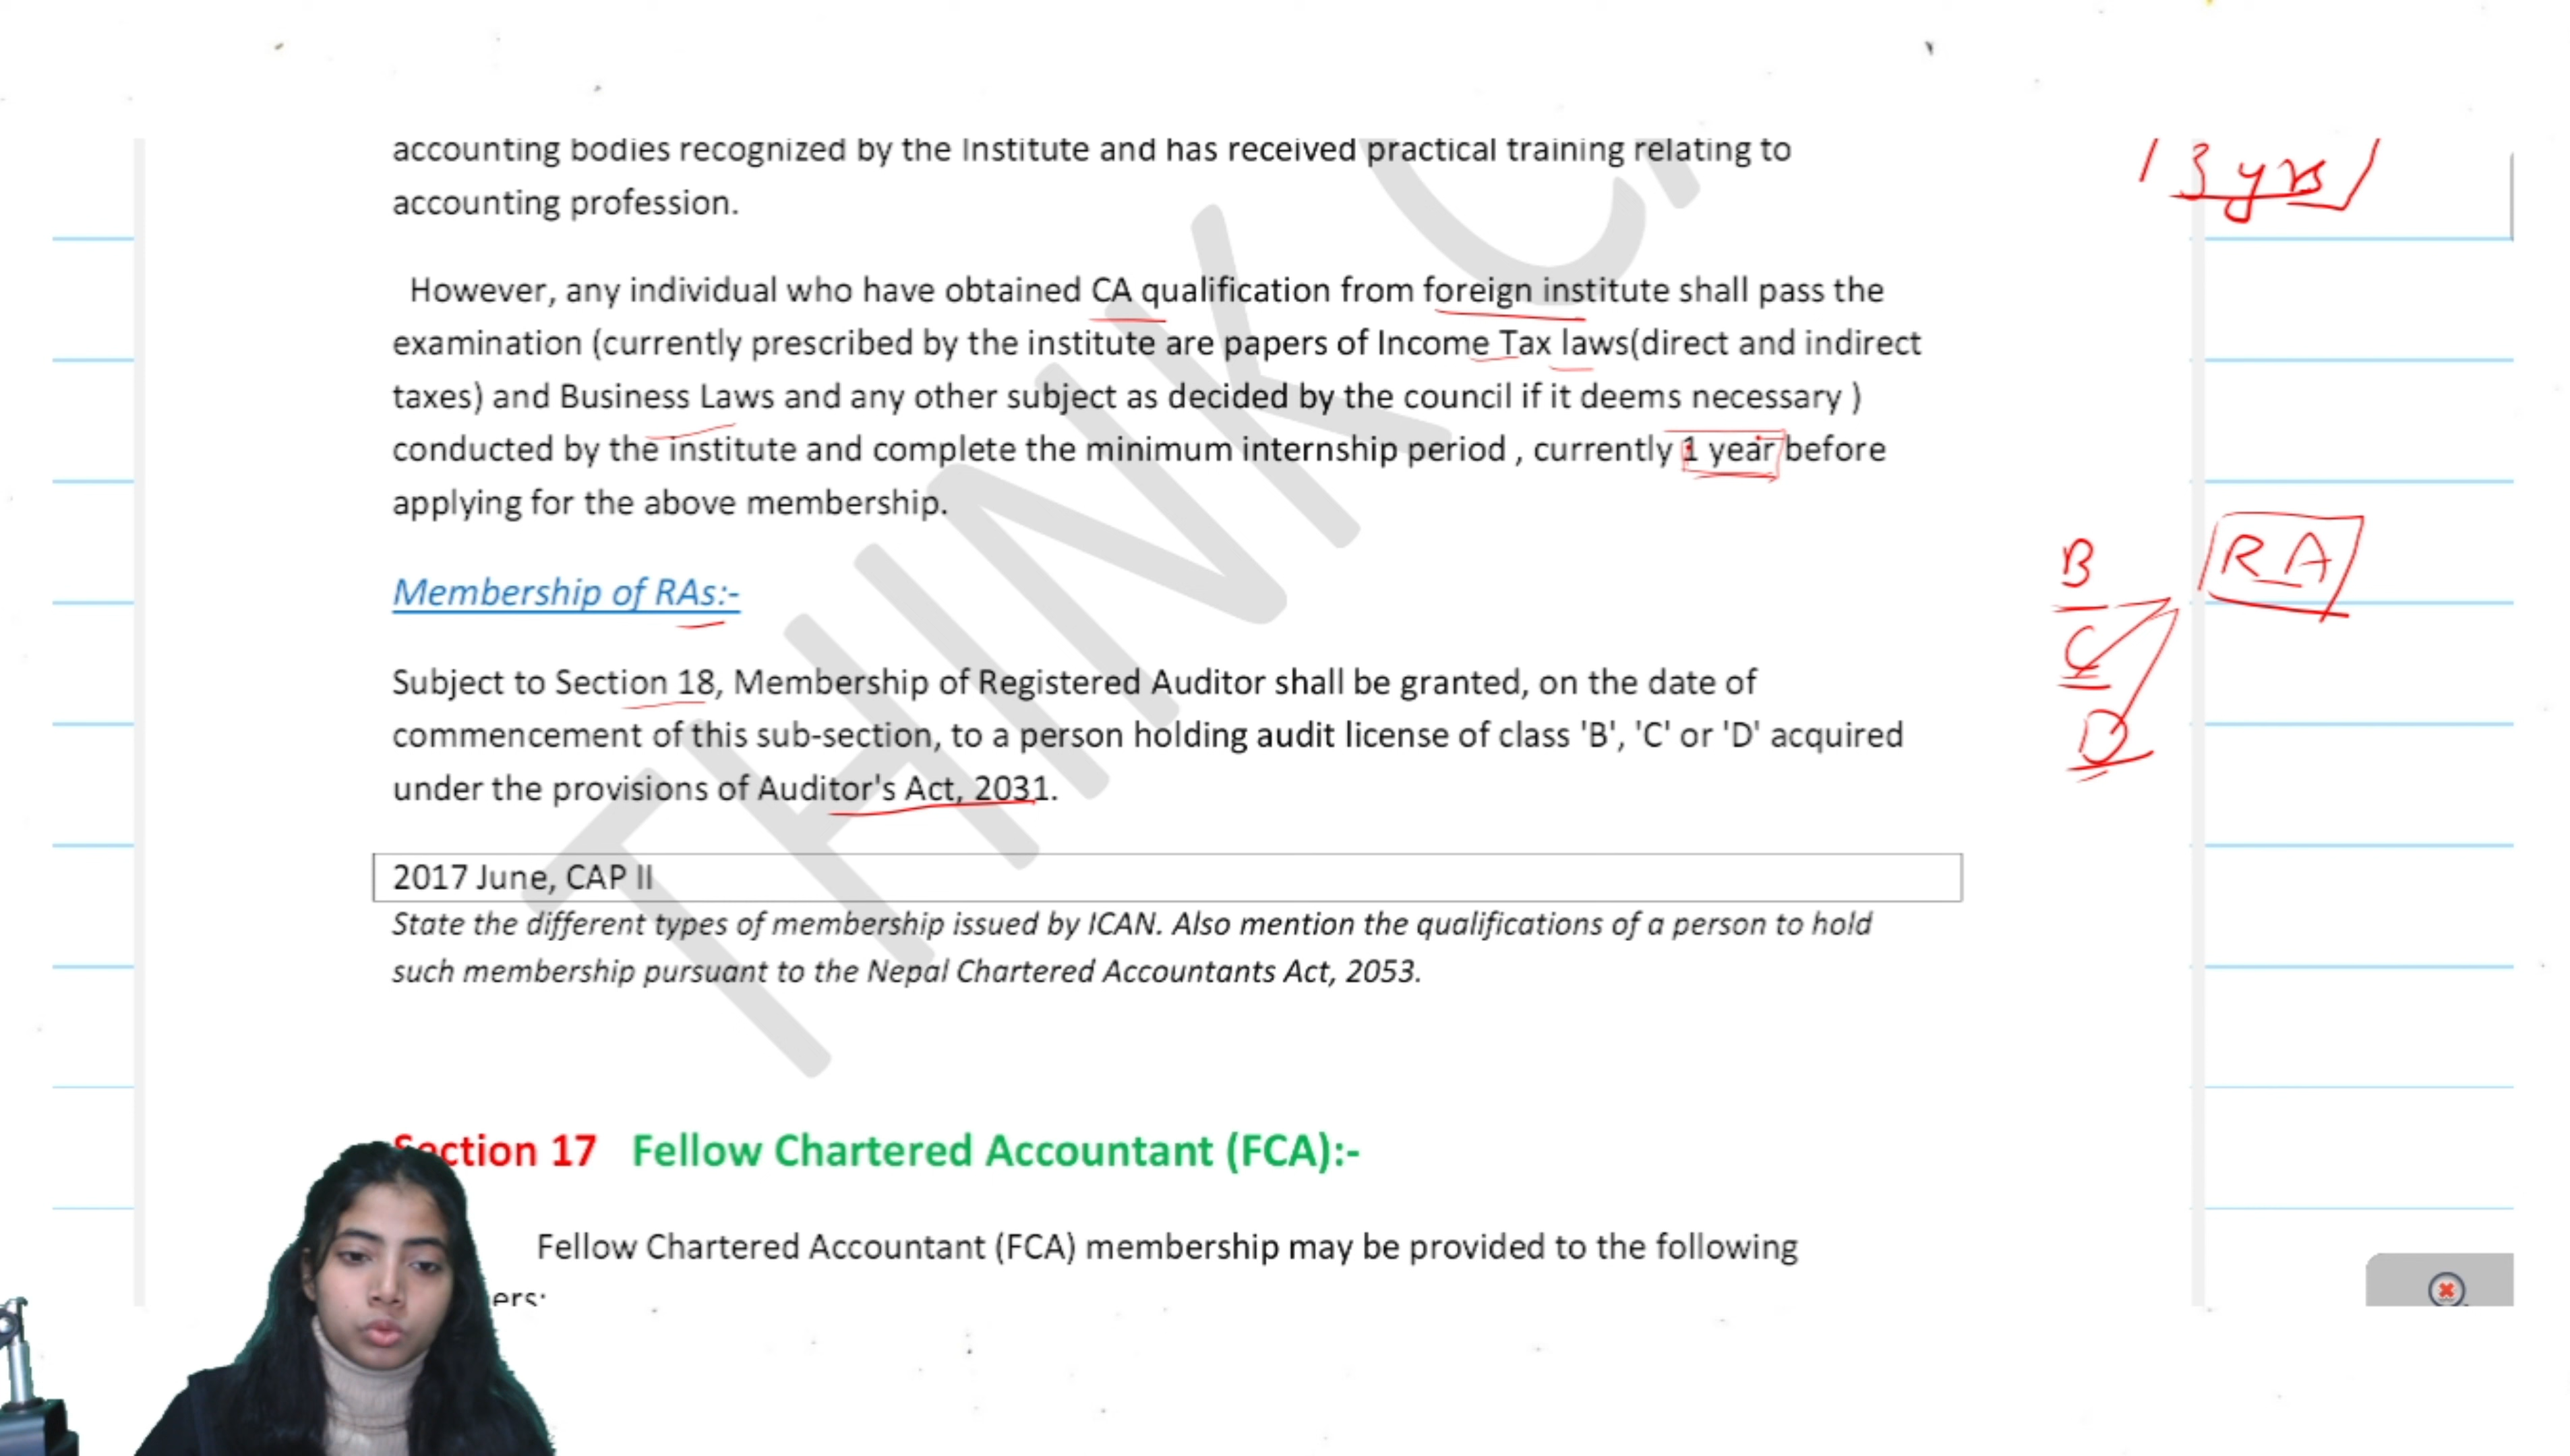 accounting bodies recognized by the Institute and has received practical training relating to
accounting profession.
13 yrs
However, any individual who have obtained CA qualification from foreign institute shall pass the
examination (currently prescribed by the institute are papers of Income Tax laws(direct and indirect
taxes) and Business Laws and any other subject as decided by the council if it deems necessary )
conducted by the institute and complete the minimum internship period , currently 1 year before
applying for the above membership.
B
RA
C
D
Membership of RAs:-
Subject to Section 18, Membership of Registered Auditor shall be granted, on the date of
commencement of this sub-section, to a person holding audit license of class 'B', 'C' or 'D' acquired
under the provisions of Auditor's Act, 2031.
2017 June, CAP II
State the different types of membership issued by ICAN. Also mention the qualifications of a person to hold
such membership pursuant to the Nepal Chartered Accountants Act, 2053.
Section 17 Fellow Chartered Accountant (FCA):-
Fellow Chartered Accountant (FCA) membership may be provided to the following
THINK CA